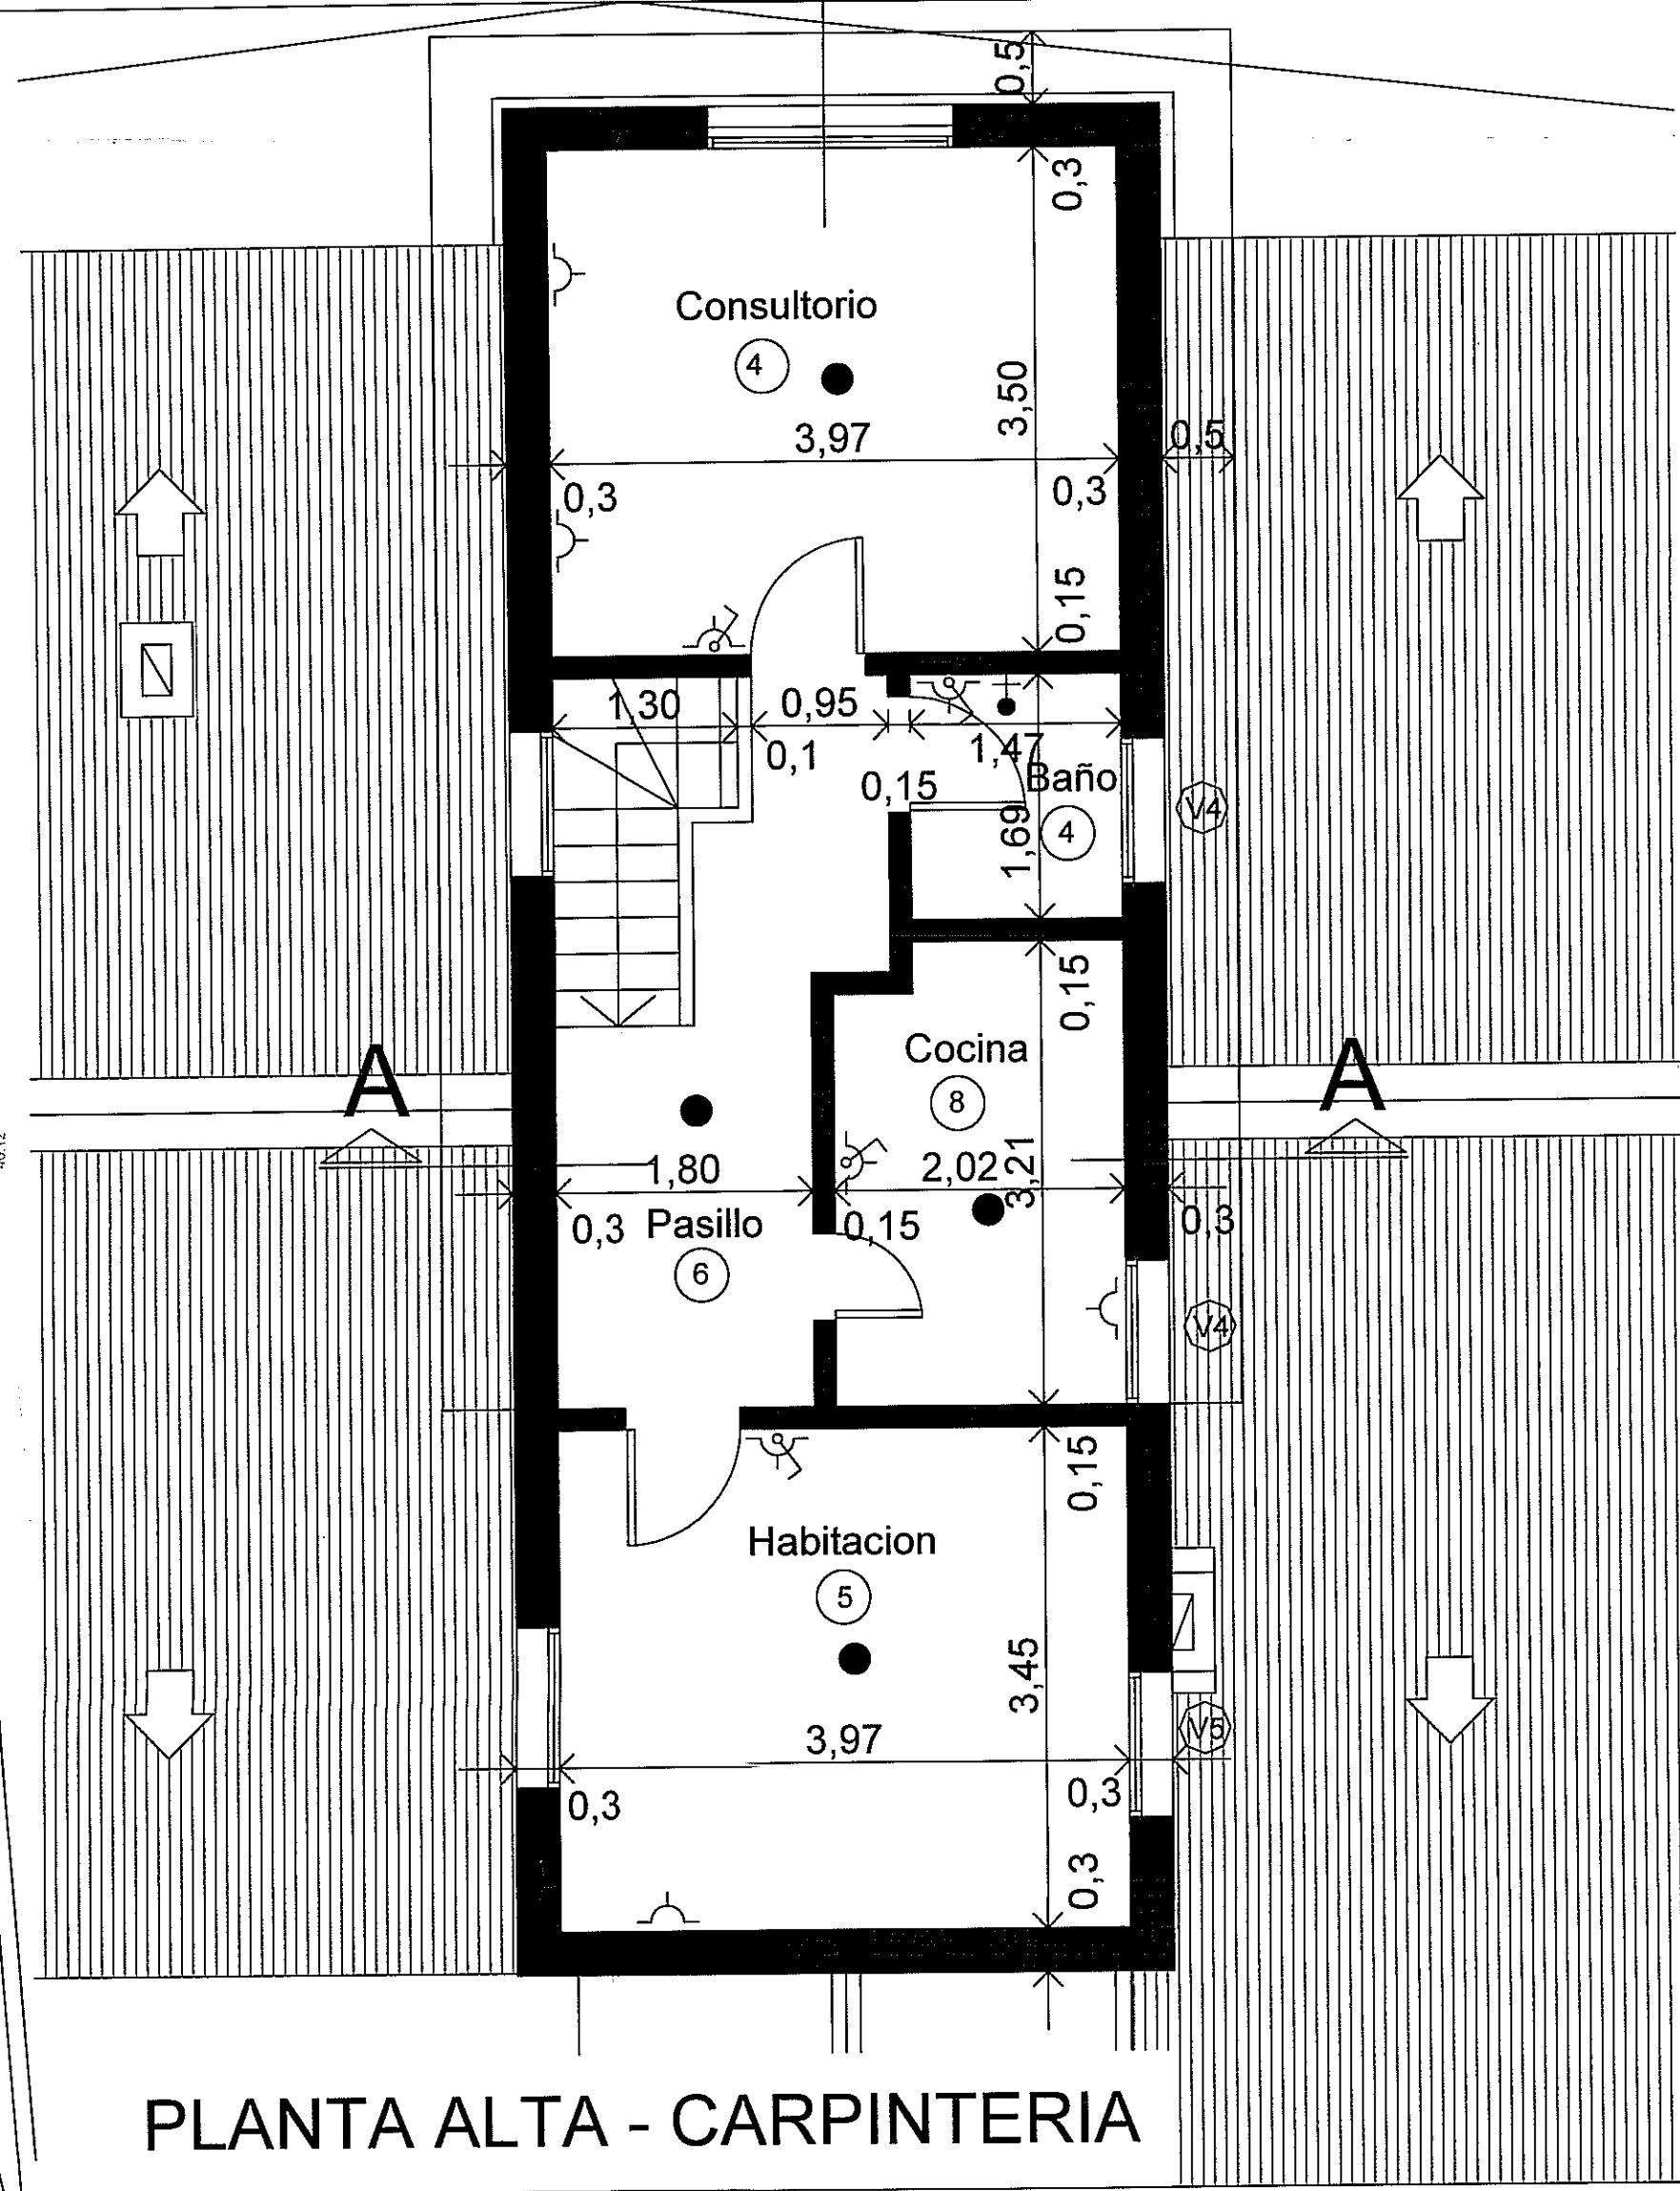 0,5
0,3
Consultorio
4
3,50
3,97
0,5
0,3
0,3
0,15
1,30
0,95
0,1
1,47
0,15
Baño
4
1,69
V4
0,15
Cocina
8
A
A
1,80
2,02
3,21
0,3
Pasillo
0,15
0,3
6
V4
0,15
Habitacion
5
3,45
V5
3,97
0,3
0,3
0,3
PLANTA ALTA - CARPINTERIA